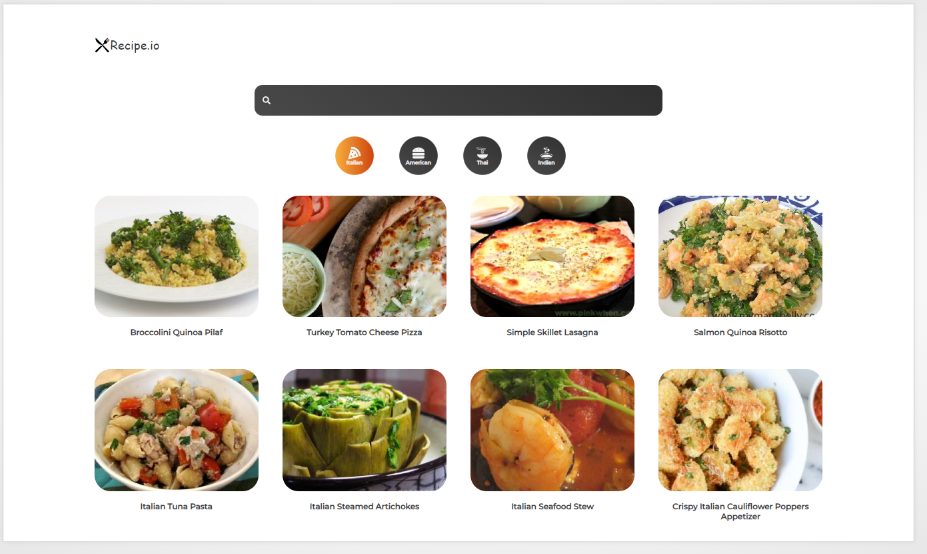 Recipe.io
Italian
American
Thai
Indian
Broccolini Quinoa Pilaf
Turkey Tomato Cheese Pizza
Simple Skillet Lasagna
Salmon Quinoa Risotto
Italian Tuna Pasta
Italian Steamed Artichokes
Italian Seafood Stew
Crispy Italian Cauliflower Poppers
Appetizer